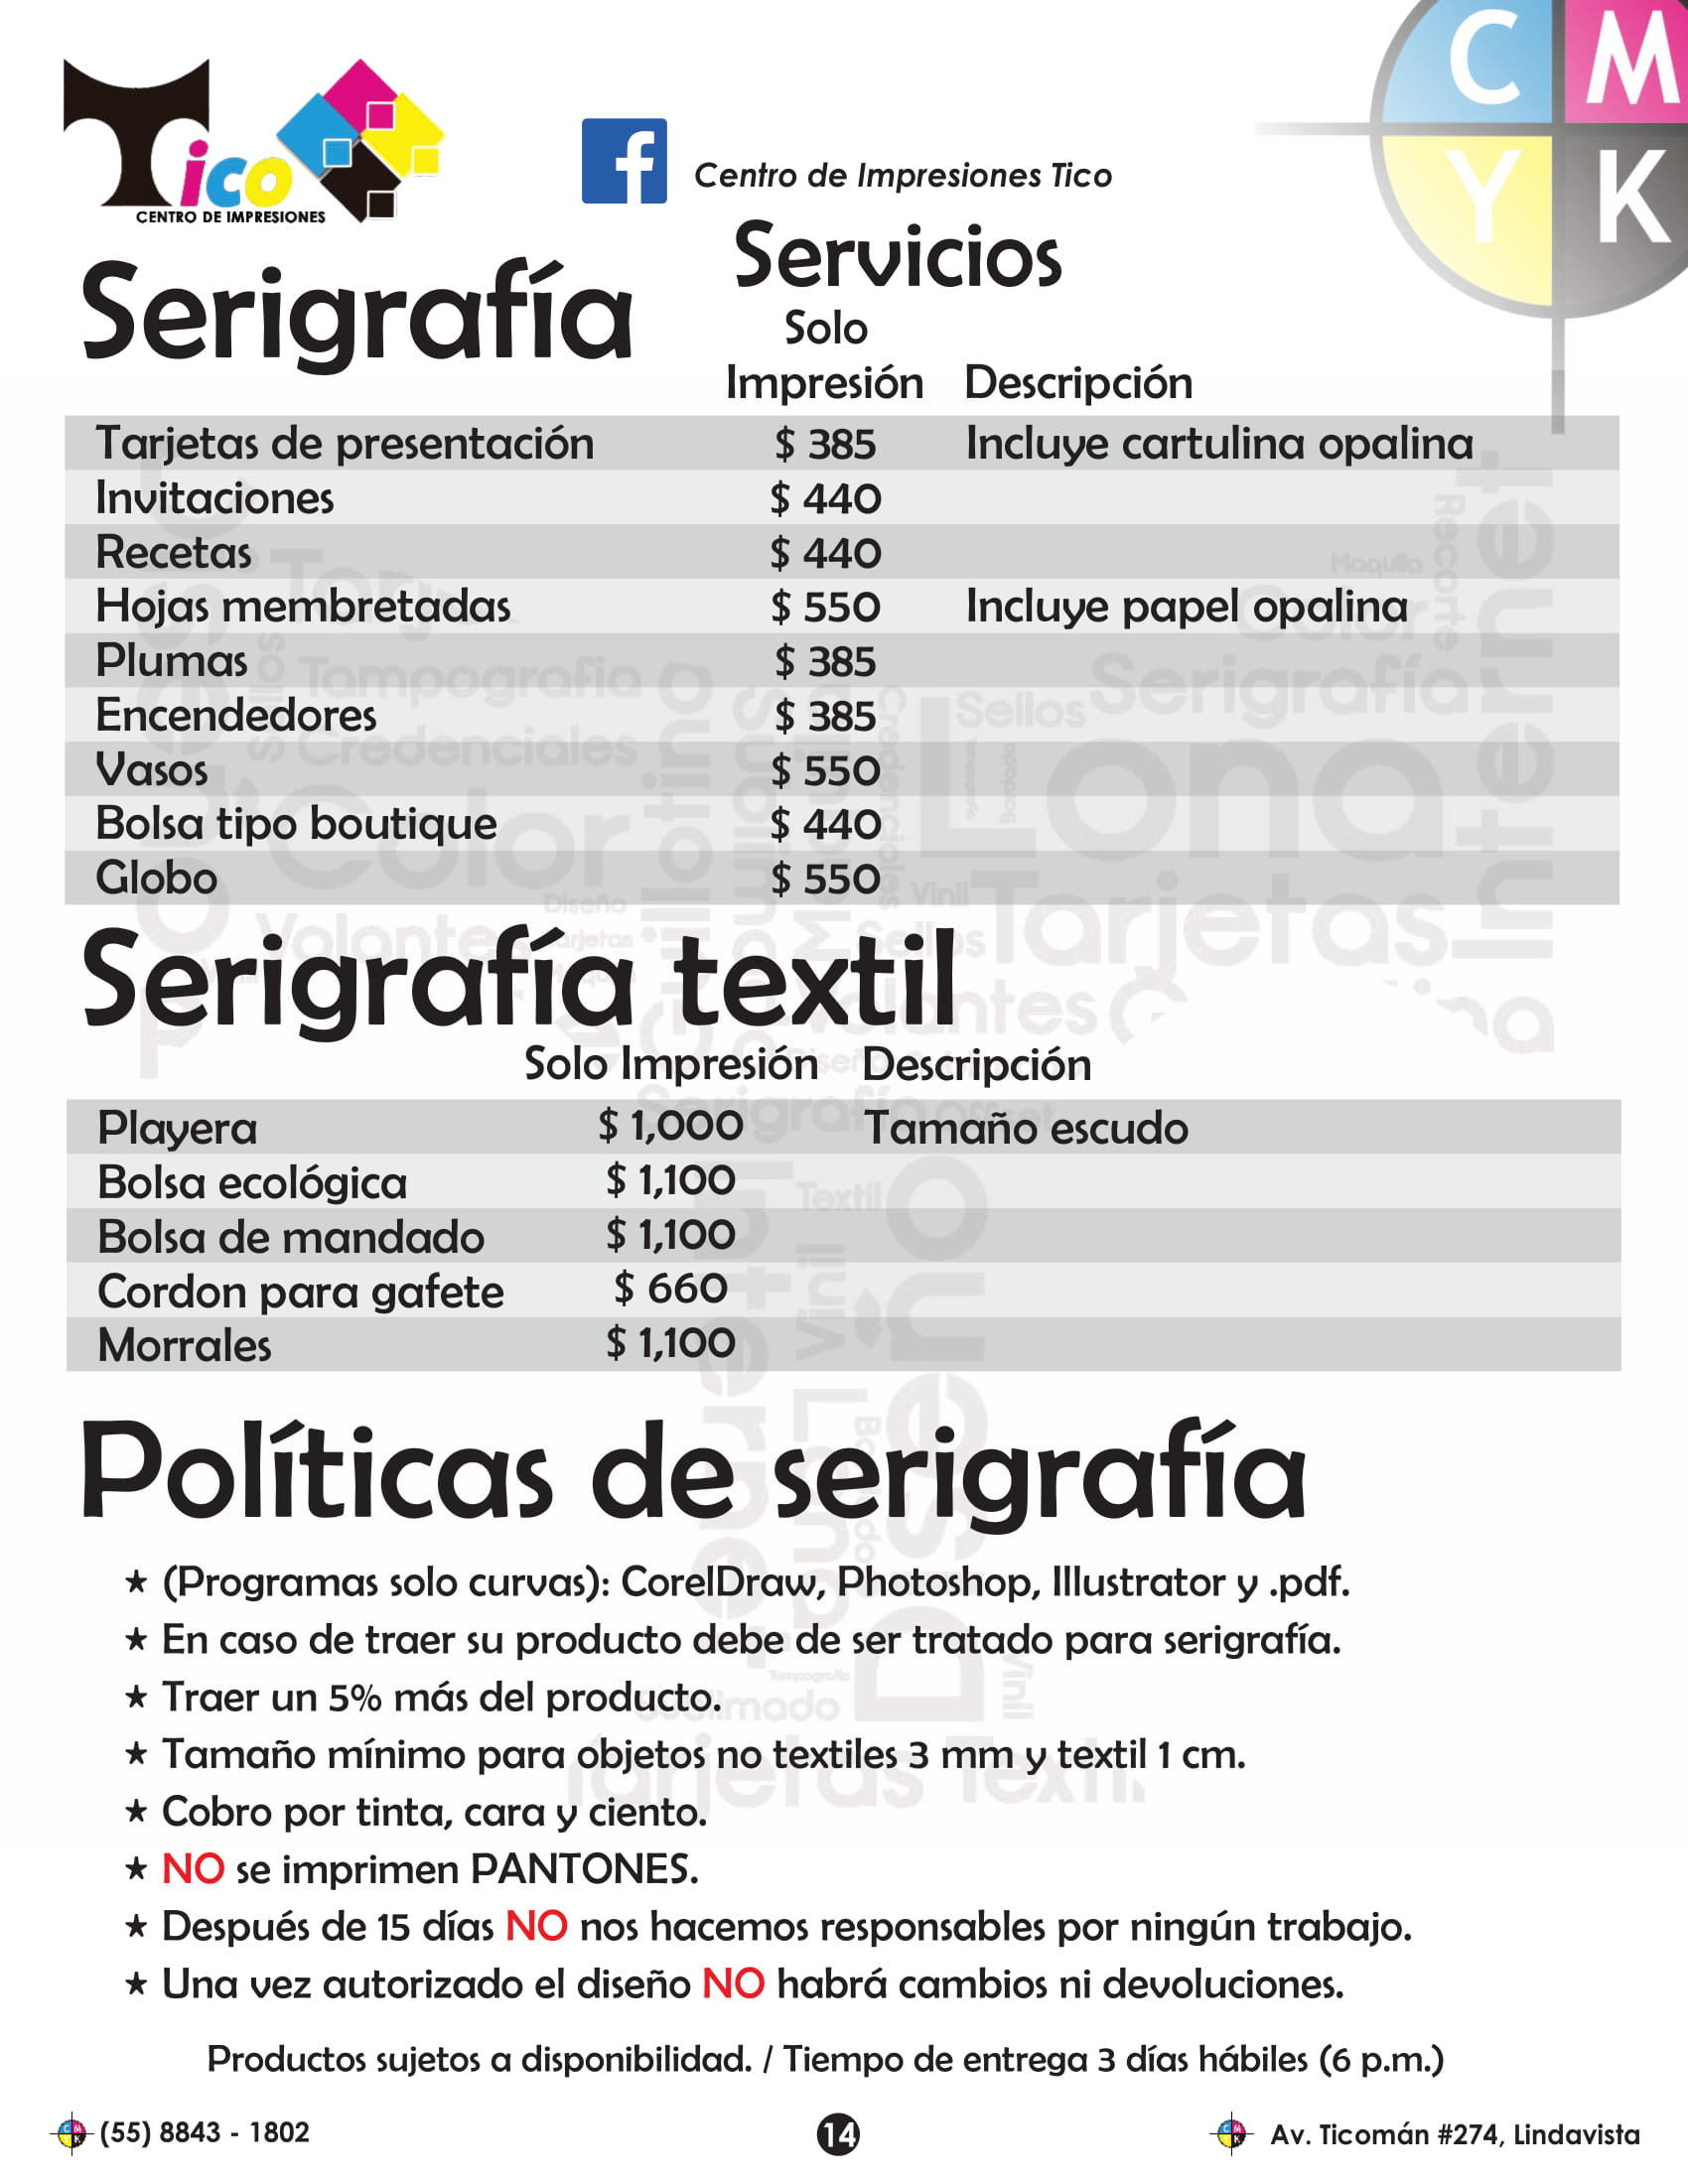 Tico
CENTRO DE IMPRESIONES
Centro de Impresiones Tico
C M
Y K
Servicios
Serigrafía
Solo
Impresión Descripción
Tarjetas de presentación $ 385 Incluye cartulina opalina
Invitaciones $ 440
Recetas $ 440
Hojas membretadas $ 550 Incluye papel opalina
Plumas $ 385
Encendedores $ 385
Vasos $ 550
Bolsa tipo boutique $ 440
Globo $ 550
Serigrafía textil
Solo Impresión Descripción
Playera $ 1,000 Tamaño escudo
Bolsa ecológica $ 1,100
Bolsa de mandado $ 1,100
Cordon para gafete $ 660
Morrales $ 1,100
Políticas de serigrafía
★ (Programas solo curvas): CorelDraw, Photoshop, Illustrator y .pdf.
★ En caso de traer su producto debe de ser tratado para serigrafía.
★ Traer un 5% más del producto.
★ Tamaño mínimo para objetos no textiles 3 mm y textil 1 cm.
★ Cobro por tinta, cara y ciento.
★ NO se imprimen PANTONES.
★ Después de 15 días NO nos hacemos responsables por ningún trabajo.
★ Una vez autorizado el diseño NO habrá cambios ni devoluciones.
Productos sujetos a disponibilidad. / Tiempo de entrega 3 días hábiles (6 p.m.)
(55) 8843 - 1802 14 Av. Ticomán #274, Lindavista